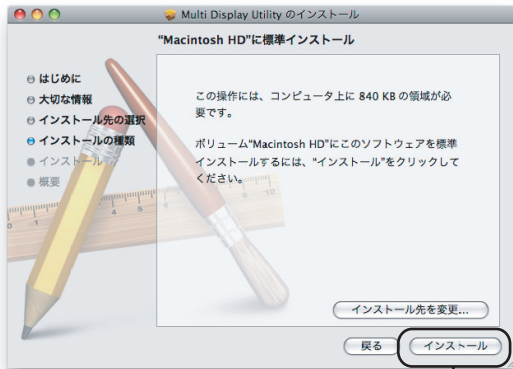 Multi Display Utility のインストール
“Macintosh HD”に標準インストール
はじめに
大切な情報
インストール先の選択
インストールの種類
インストール
概要
この操作には、コンピュータ上に 840 KB の領域が必
要です。
ボリューム“Macintosh HD”にこのソフトウェアを標準
インストールするには、“インストール”をクリックして
ください。
インストール先を変更...
戻る
インストール